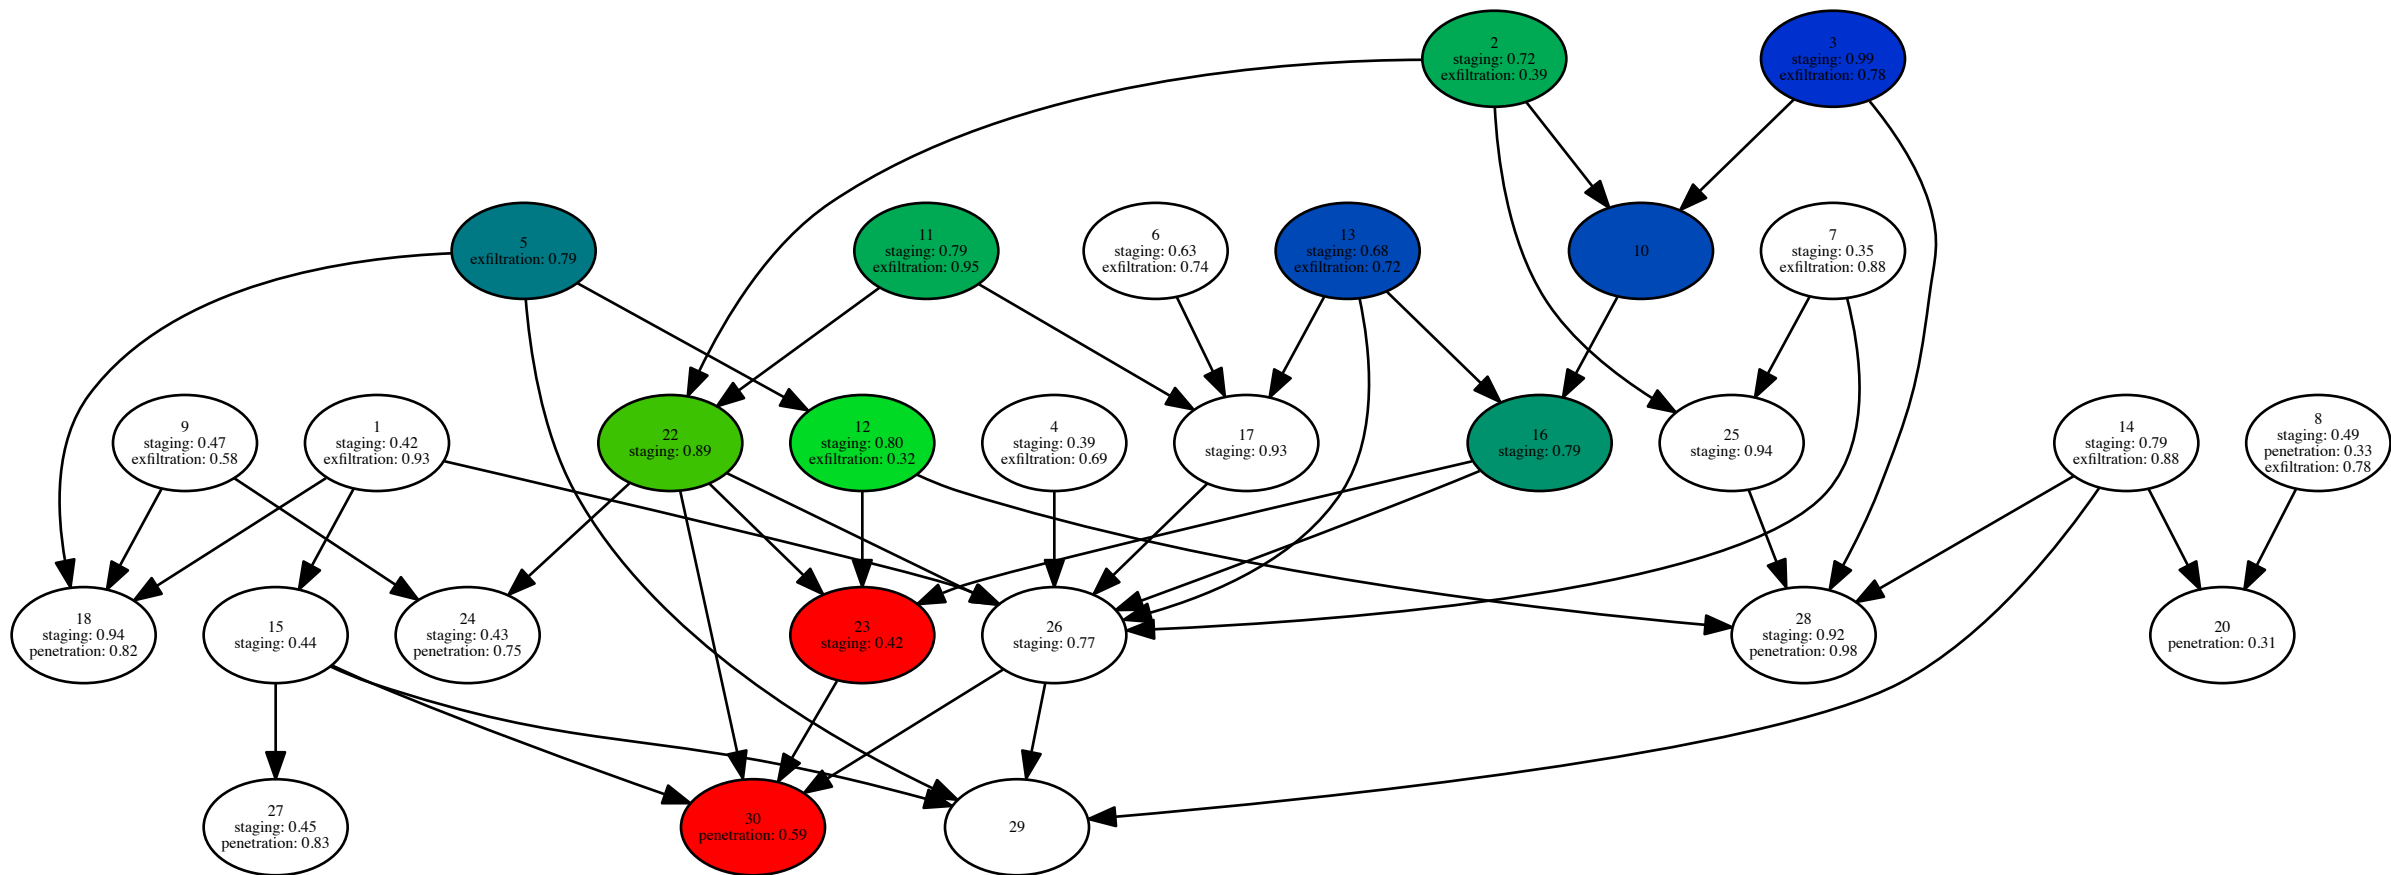 2
staging: 0.72
exfiltration: 0.39
3
staging: 0.99
exfiltration: 0.78
5
exfiltration: 0.79
11
staging: 0.79
exfiltration: 0.95
6
staging: 0.63
exfiltration: 0.74
13
staging: 0.68
exfiltration: 0.72
10
7
staging: 0.35
exfiltration: 0.88
9
staging: 0.47
exfiltration: 0.58
1
staging: 0.42
exfiltration: 0.93
22
staging: 0.89
12
staging: 0.80
exfiltration: 0.32
4
staging: 0.39
exfiltration: 0.69
17
staging: 0.93
16
staging: 0.79
25
staging: 0.94
14
staging: 0.79
exfiltration: 0.88
8
staging: 0.49
penetration: 0.33
exfiltration: 0.78
18
staging: 0.94
penetration: 0.82
15
staging: 0.44
24
staging: 0.43
penetration: 0.75
23
staging: 0.42
26
staging: 0.77
28
staging: 0.92
penetration: 0.98
20
penetration: 0.31
27
staging: 0.45
penetration: 0.83
30
penetration: 0.59
29